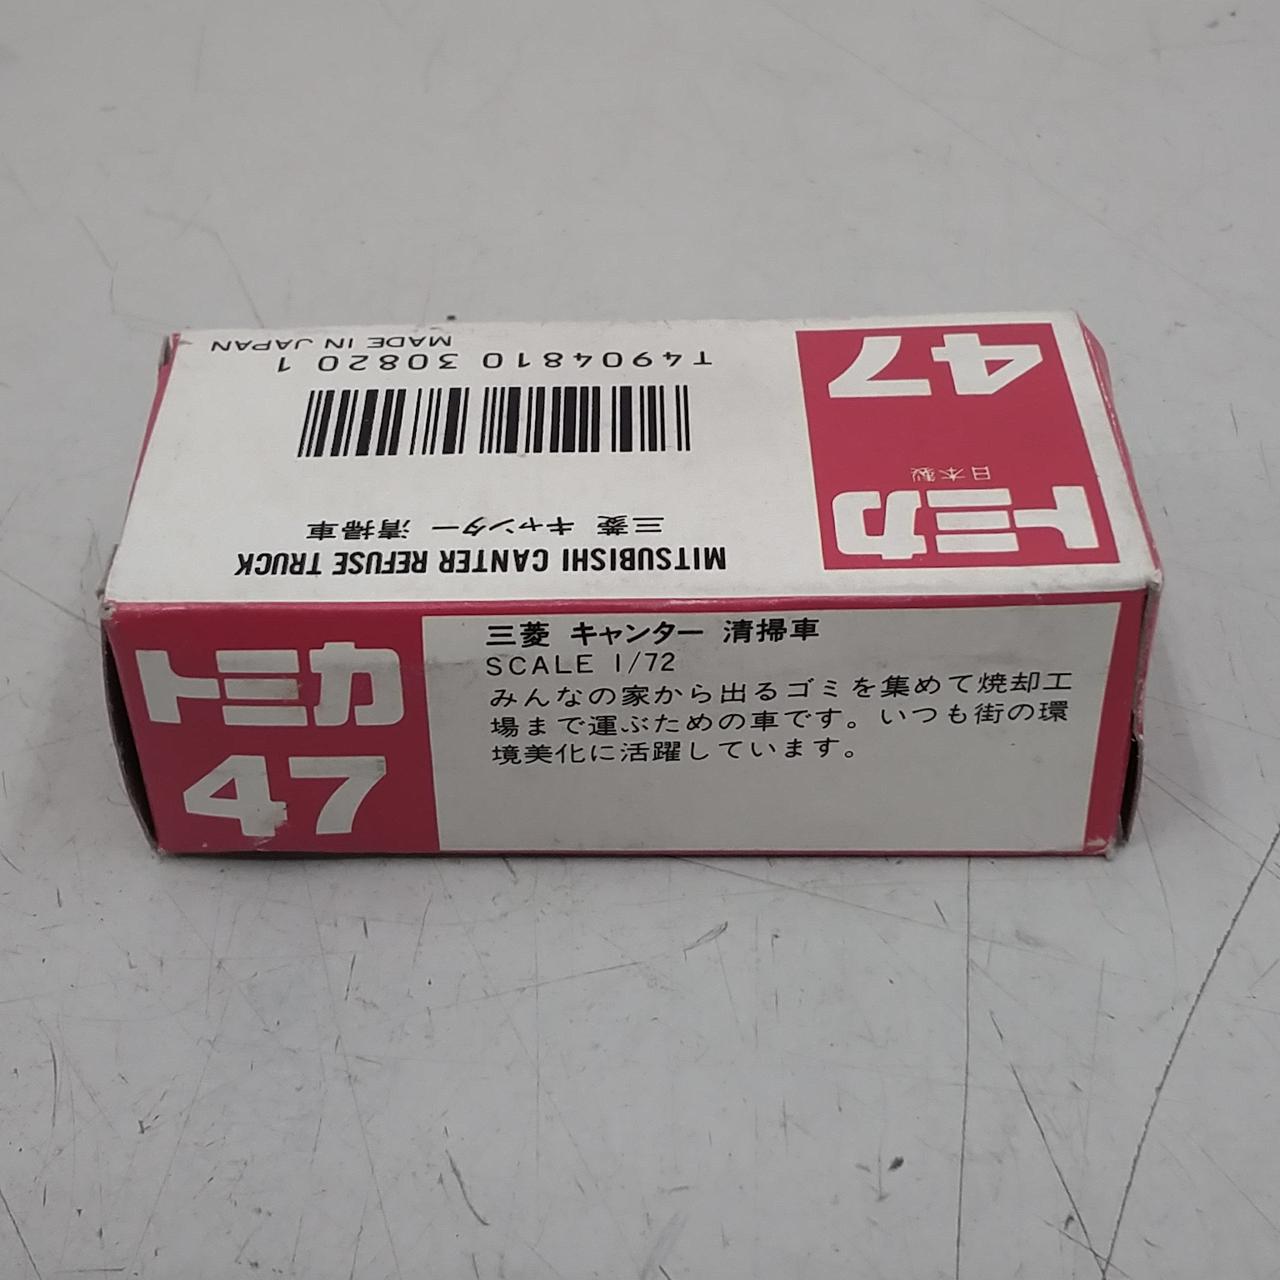 MITSUBISHI CANTER REFUSE TRUCK
三菱 キャンター 清掃車
T4904810 30820 1
MADE IN JAPAN
トミカ
日本製
47
トミカ
47
三菱 キャンター 清掃車
SCALE 1/72
みんなの家から出るゴミを集めて焼却工
場まで運ぶための車です。いつも街の環
境美化に活躍しています。